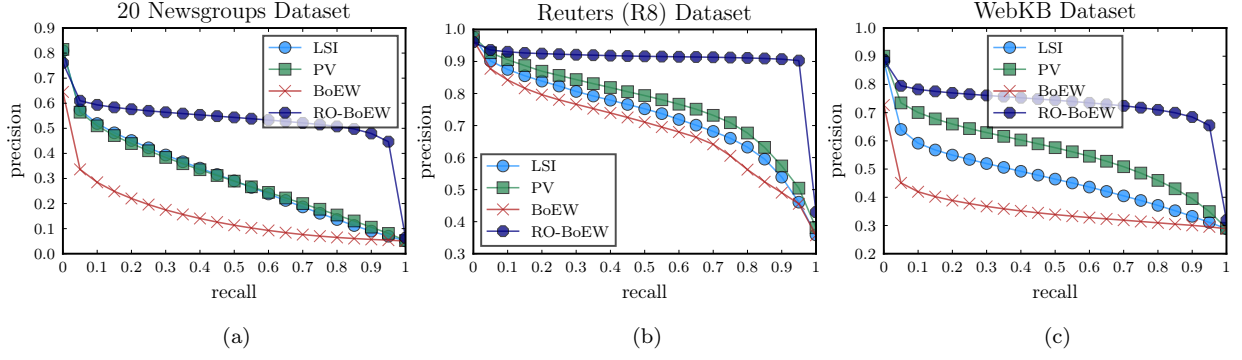 20 Newsgroups Dataset
0.9
0.8
0.7
0.6
0.5
0.4
0.3
0.2
0.1
0.0
precision
LSI
PV
BoEW
RO-BoEW
0 0.1 0.2 0.3 0.4 0.5 0.6 0.7 0.8 0.9 1
recall
(a)
Reuters (R8) Dataset
1.0
0.9
0.8
0.7
0.6
0.5
0.4
0.3
precision
LSI
PV
BoEW
RO-BoEW
0 0.1 0.2 0.3 0.4 0.5 0.6 0.7 0.8 0.9 1
recall
(b)
WebKB Dataset
1.0
0.9
0.8
0.7
0.6
0.5
0.4
0.3
0.2
precision
LSI
PV
BoEW
RO-BoEW
0 0.1 0.2 0.3 0.4 0.5 0.6 0.7 0.8 0.9 1
recall
(c)